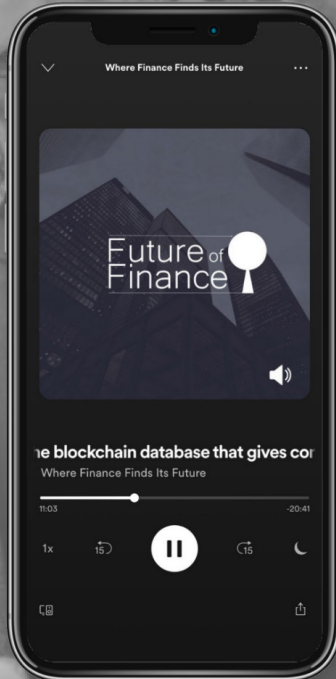 Where Finance Finds Its Future
Future of
Finance
blockchain database that gives
Where Finance Finds Its Future
11:03
-20:41
1x
15
15